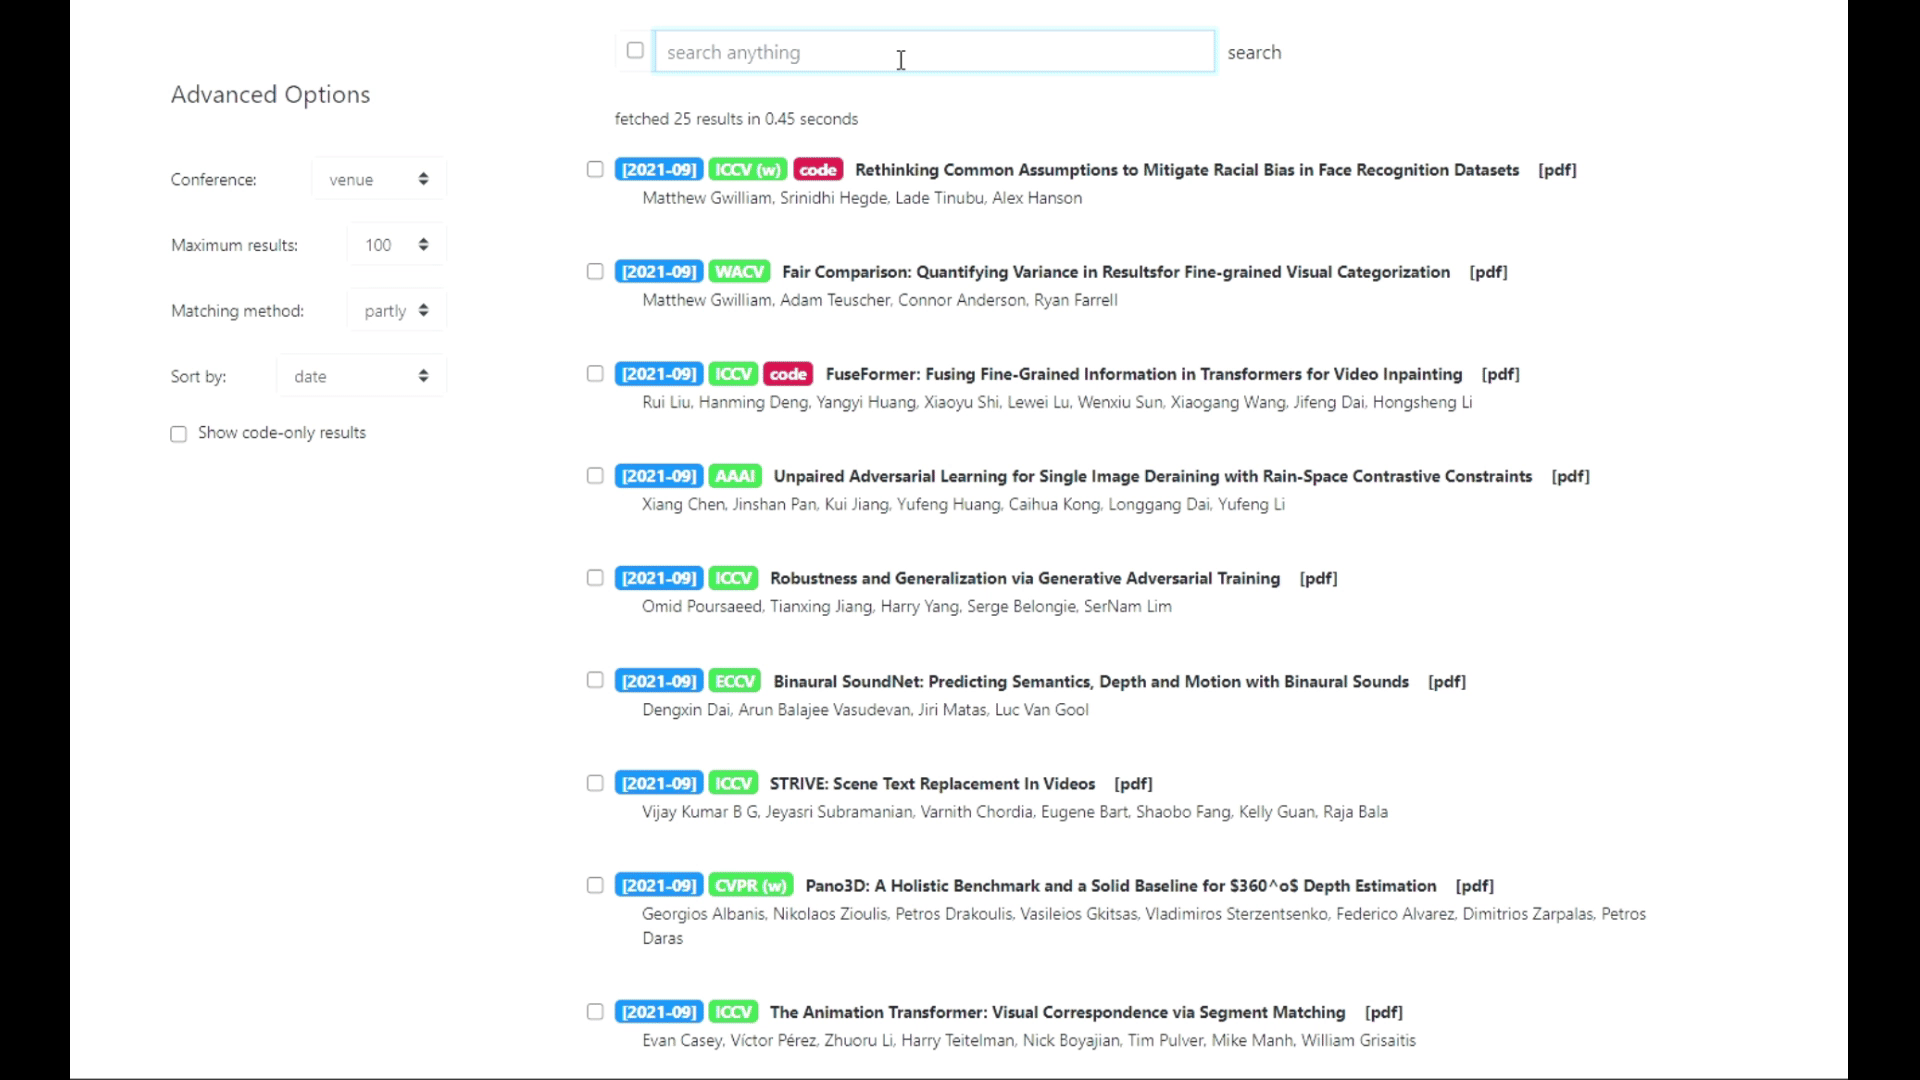 search anything
search
Advanced Options
fetched 25 results in 0.45 seconds
Conference: venue
Maximum results: 100
Matching method: partly
Sort by: date
Show code-only results
[2021-09] ICCV (w) code Rethinking Common Assumptions to Mitigate Racial Bias in Face Recognition Datasets [pdf]
Matthew Gwilliam, Srinidhi Hegde, Lade Tinubu, Alex Hanson
[2021-09] WACV Fair Comparison: Quantifying Variance in Resultsfor Fine-grained Visual Categorization [pdf]
Matthew Gwilliam, Adam Teuscher, Connor Anderson, Ryan Farrell
[2021-09] ICCV code FuseFormer: Fusing Fine-Grained Information in Transformers for Video Inpainting [pdf]
Rui Liu, Hanming Deng, Yangyi Huang, Xiaoyu Shi, Lewei Lu, Wenxiu Sun, Xiaogang Wang, Jifeng Dai, Hongsheng Li
[2021-09] AAAI Unpaired Adversarial Learning for Single Image Deraining with Rain-Space Contrastive Constraints [pdf]
Xiang Chen, Jinshan Pan, Kui Jiang, Yufeng Huang, Caihua Kong, Longgang Dai, Yufeng Li
[2021-09] ICCV Robustness and Generalization via Generative Adversarial Training [pdf]
Omid Poursaeed, Tianxing Jiang, Harry Yang, Serge Belongie, SerNam Lim
[2021-09] ECCV Binaural SoundNet: Predicting Semantics, Depth and Motion with Binaural Sounds [pdf]
Dengxin Dai, Arun Balajee Vasudevan, Jiri Matas, Luc Van Gool
[2021-09] ICCV STRIVE: Scene Text Replacement In Videos [pdf]
Vijay Kumar B G, Jeyasri Subramanian, Varnith Chordia, Eugene Bart, Shaobo Fang, Kelly Guan, Raja Bala
[2021-09] CVPR (w) Pano3D: A Holistic Benchmark and a Solid Baseline for $360^o$ Depth Estimation [pdf]
Georgios Albanis, Nikolaos Zioulis, Petros Drakoulis, Vasileios Gkitsas, Vladimiros Sterzentsenko, Federico Alvarez, Dimitrios Zarpalas, Petros
Daras
[2021-09] ICCV The Animation Transformer: Visual Correspondence via Segment Matching [pdf]
Evan Casey, Víctor Pérez, Zhuoru Li, Harry Teitelman, Nick Boyajian, Tim Pulver, Mike Manh, William Grisaitis